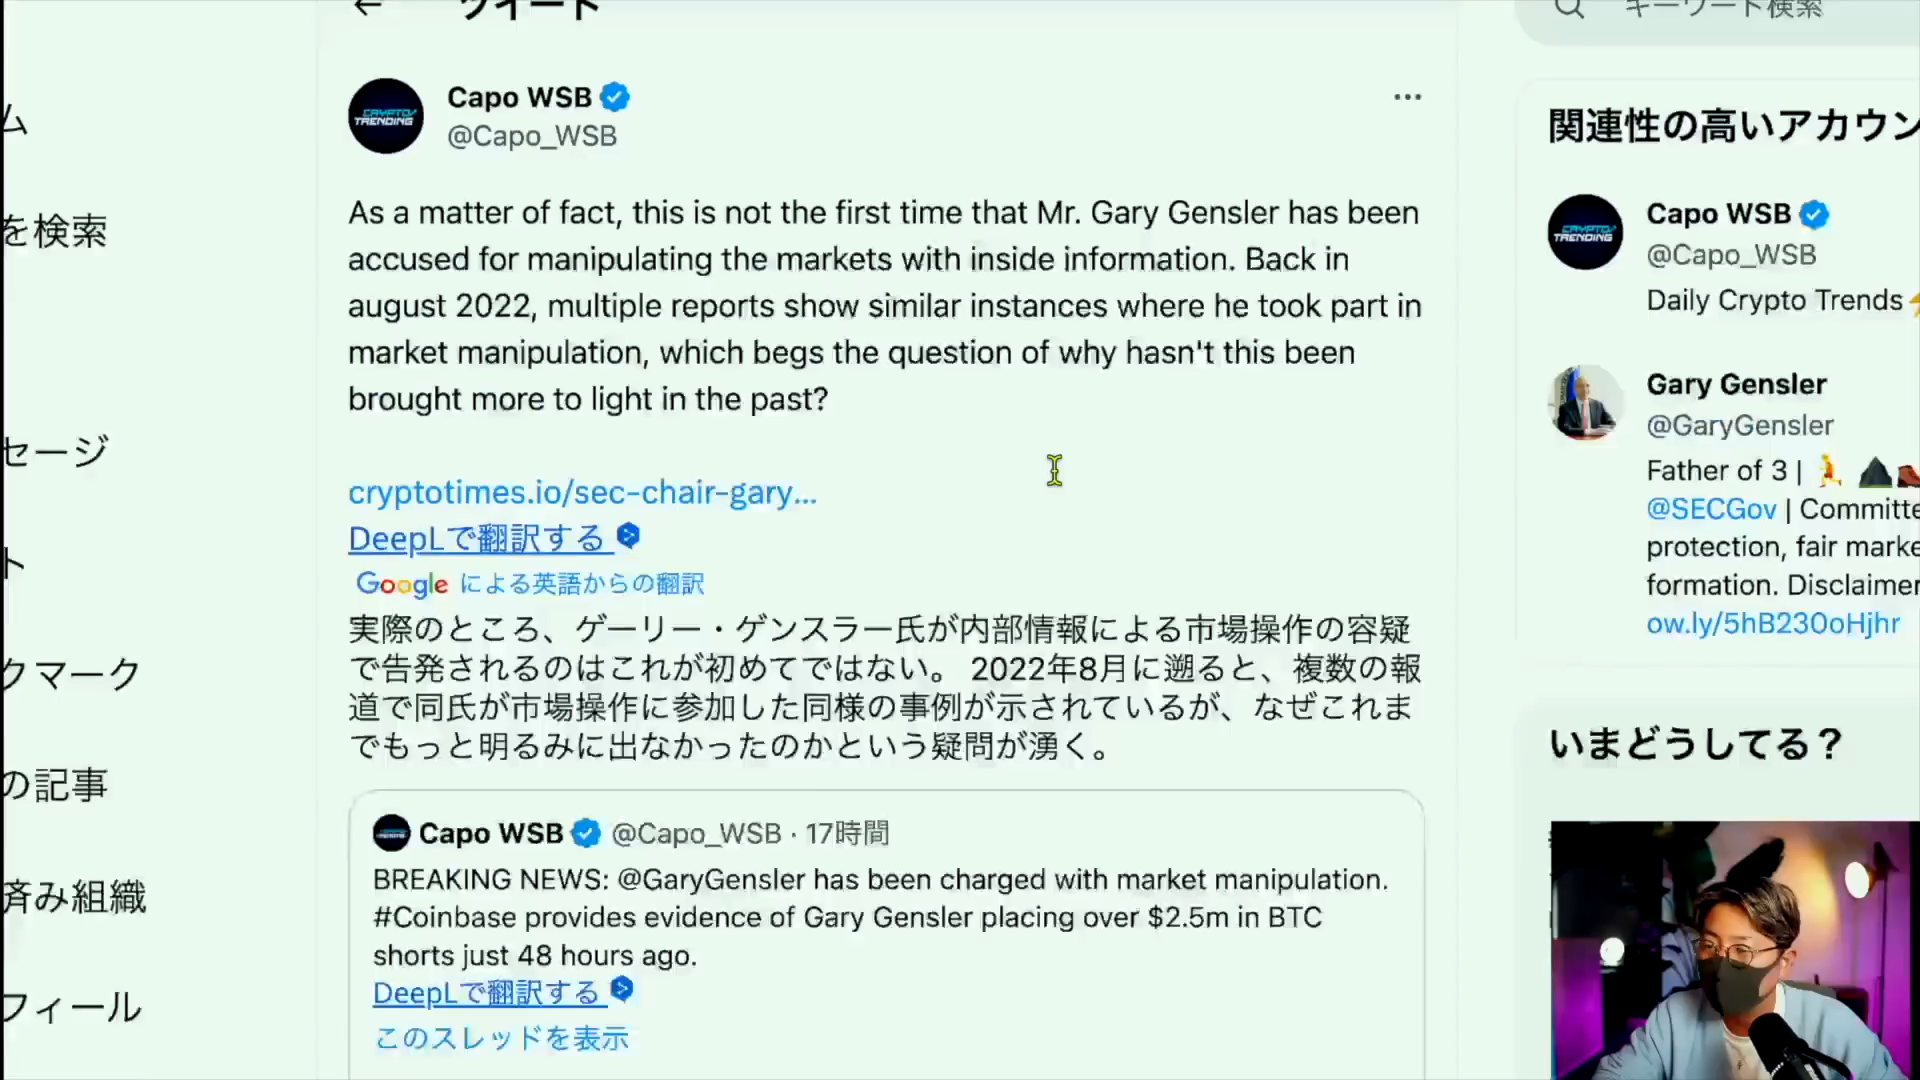 ツイート
キーワード検索
Capo WSB
@Capo_WSB
As a matter of fact, this is not the first time that Mr. Gary Gensler has been
accused for manipulating the markets with inside information. Back in
august 2022, multiple reports show similar instances where he took part in
market manipulation, which begs the question of why hasn't this been
brought more to light in the past?
cryptotimes.io/sec-chair-gary...
DeepLで翻訳する
Google による英語からの翻訳
実際のところ、ゲーリー・ゲンスラー氏が内部情報による市場操作の容疑
で告発されるのはこれが初めてではない。 2022年8月に遡ると、複数の報
道で同氏が市場操作に参加した同様の事例が示されているが、なぜこれま
でもっと明るみに出なかったのかという疑問が湧く。
Capo WSB @Capo_WSB · 17時間
BREAKING NEWS: @GaryGensler has been charged with market manipulation.
#Coinbase provides evidence of Gary Gensler placing over $2.5m in BTC
shorts just 48 hours ago.
DeepLで翻訳する
このスレッドを表示
ム
を検索
セージ
ト
クマーク
の記事
済み組織
フィール
関連性の高いアカウン
CRYPTO
TRENDING
Capo WSB
@Capo_WSB
Daily Crypto Trends
Gary Gensler
@GaryGensler
Father of 3 |
@SECGov | Committe
protection, fair marke
formation. Disclaimer
ow.ly/5hB230oHjhr
いまどうしてる？